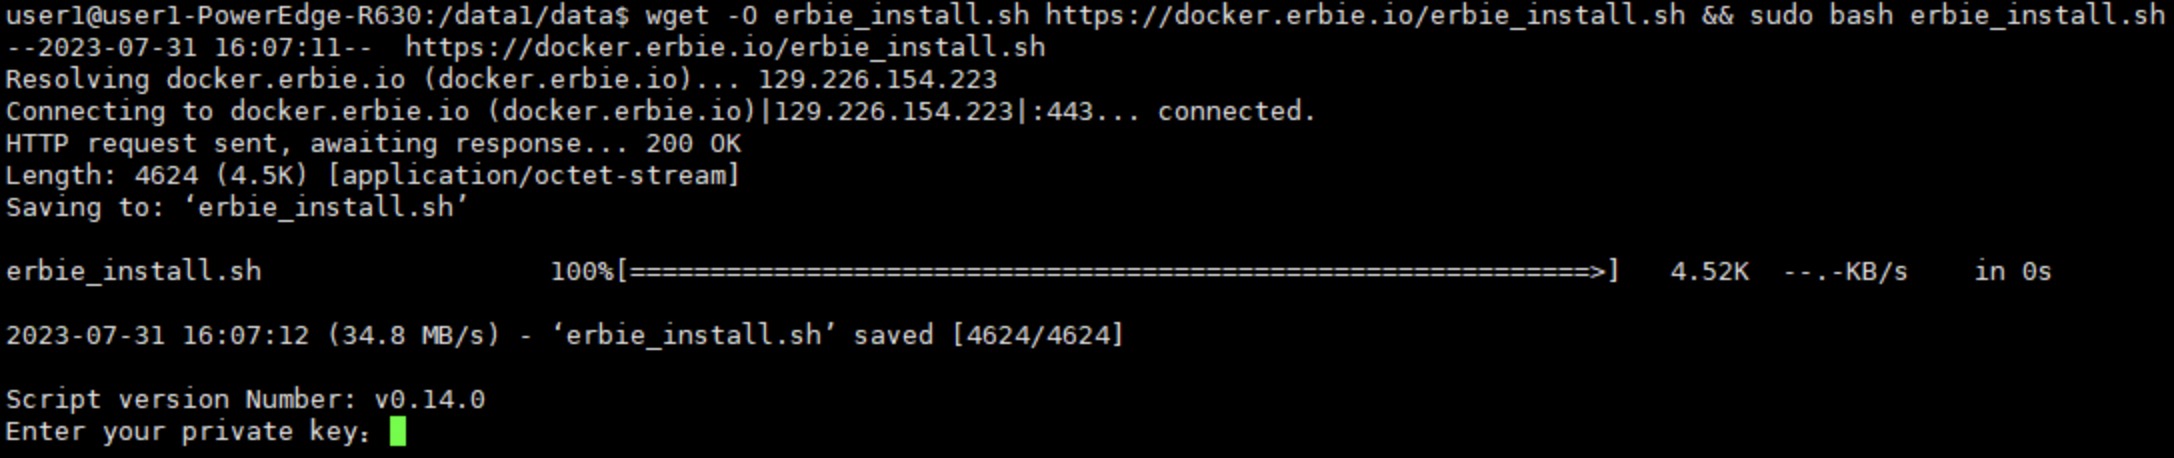 user1@user1-PowerEdge-R630:/data1/data$ wget -O erbie_install.sh https://docker.erbie.io/erbie_install.sh && sudo bash erbie_install.sh
--2023-07-31 16:07:11--  https://docker.erbie.io/erbie_install.sh
Resolving docker.erbie.io (docker.erbie.io)... 129.226.154.223
Connecting to docker.erbie.io (docker.erbie.io)|129.226.154.223|:443... connected.
HTTP request sent, awaiting response... 200 OK
Length: 4624 (4.5K) [application/octet-stream]
Saving to: ‘erbie_install.sh’
erbie_install.sh                  100%[============================================================>]   4.52K  --.-KB/s    in 0s
2023-07-31 16:07:12 (34.8 MB/s) - ‘erbie_install.sh’ saved [4624/4624]
Script version Number: v0.14.0
Enter your private key：